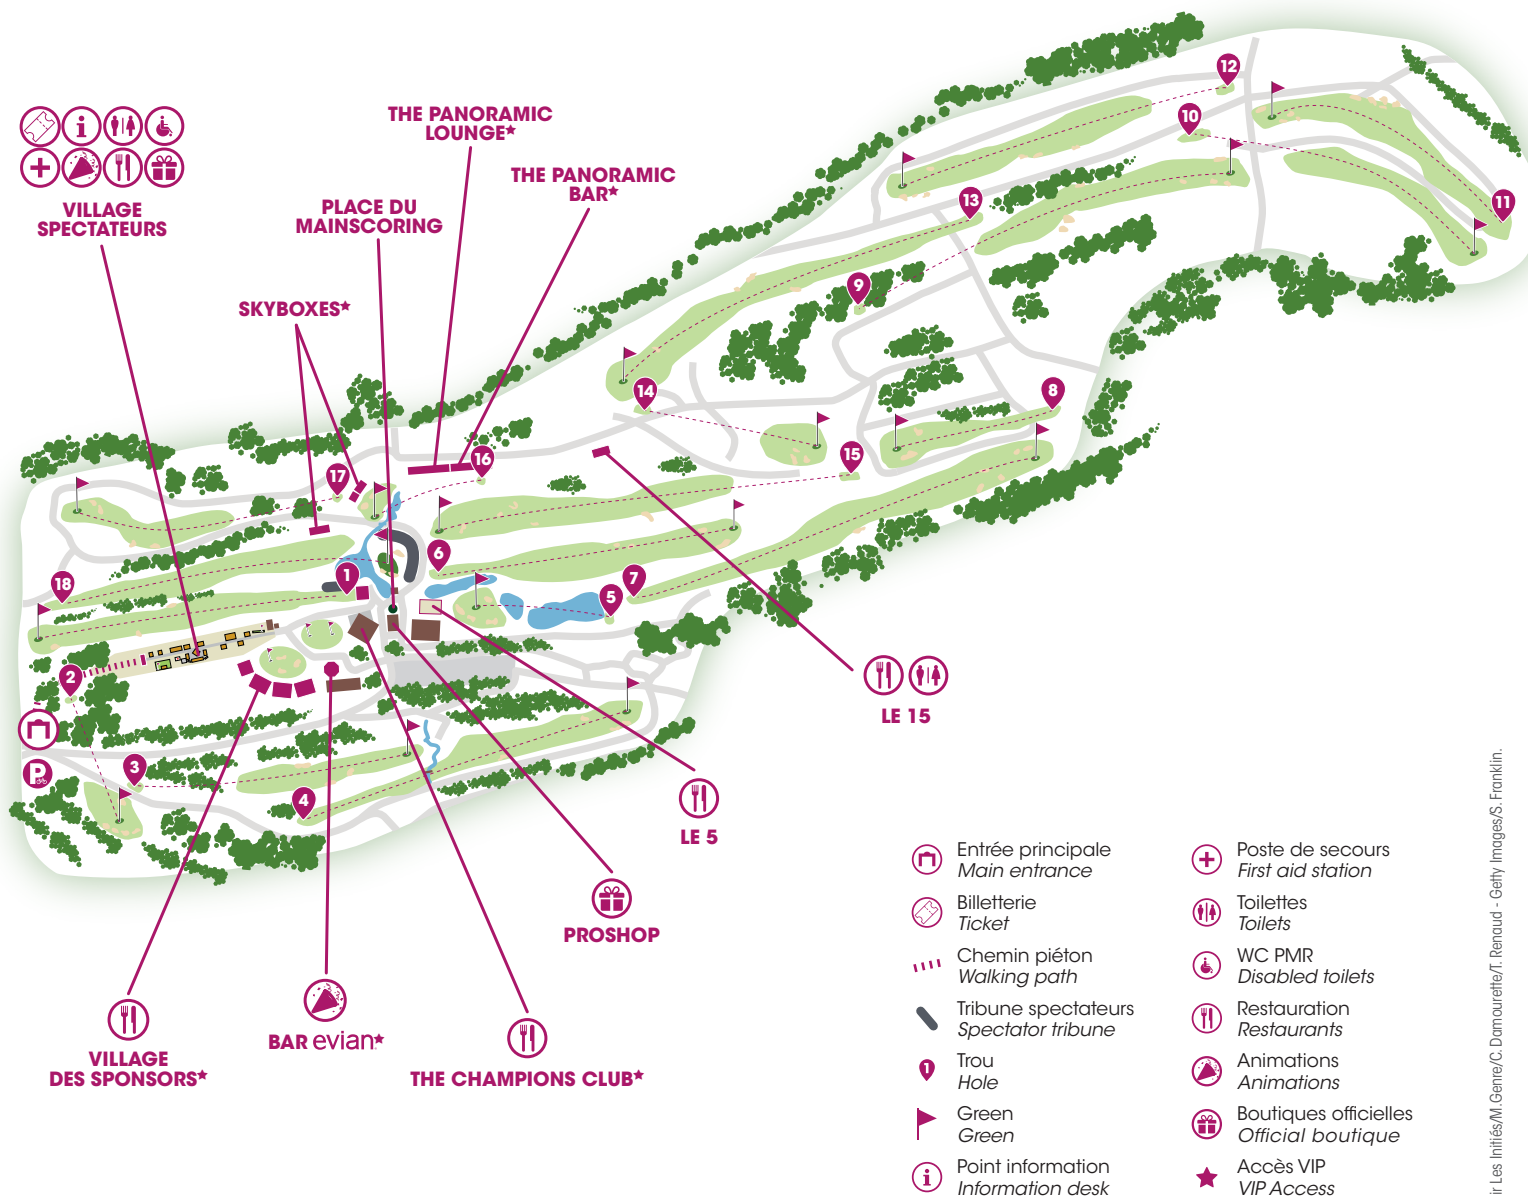 THE PANORAMIC
LOUNGE★
THE PANORAMIC
BAR★
PLACE DU
MAINSCORING
VILLAGE
SPECTATEURS
SKYBOXES★
12
10
11
13
9
14
8
15
16
17
6
18
1
7
5
2
3
4
P
LE 15
LE 5
PROSHOP
VILLAGE
DES SPONSORS★
BAR evian★
THE CHAMPIONS CLUB★
Entrée principale
Main entrance
Billetterie
Ticket
Chemin piéton
Walking path
Tribune spectateurs
Spectator tribune
1
Trou
Hole
Green
Green
Point information
Information desk
Poste de secours
First aid station
Toilettes
Toilets
WC PMR
Disabled toilets
Restauration
Restaurants
Animations
Animations
Boutiques officielles
Official boutique
Accès VIP
VIP Access
ir Les Initiés/M.Genre/C. Damourette/T. Renaud - Getty Images/S. Franklin.